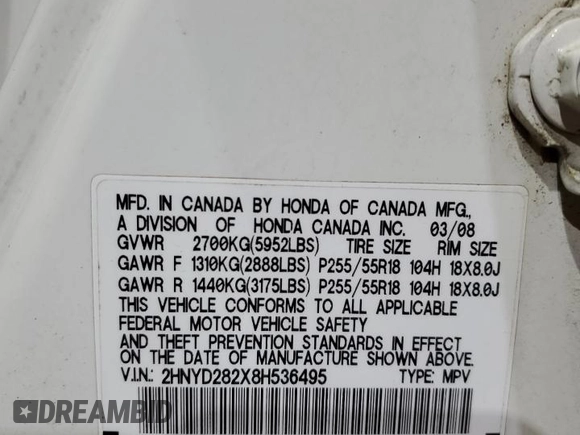 MFD. IN CANADA BY HONDA OF CANADA MFG.,
A DIVISION OF HONDA CANADA INC. 03/08
GVWR 2700KG(5952LBS) TIRE SIZE RIM SIZE
GAWR F 1310KG(2888LBS) P255/55R18 104H 18X8.0J
GAWR R 1440KG(3175LBS) P255/55R18 104H 18X8.0J
THIS VEHICLE CONFORMS TO ALL APPLICABLE
FEDERAL MOTOR VEHICLE SAFETY
AND THEFT PREVENTION STANDARDS IN EFFECT
ON THE DATE OF MANUFACTURE SHOWN ABOVE.
V.I.N.: 2HNYD282X8H536495 TYPE: MPV
DREAMBID